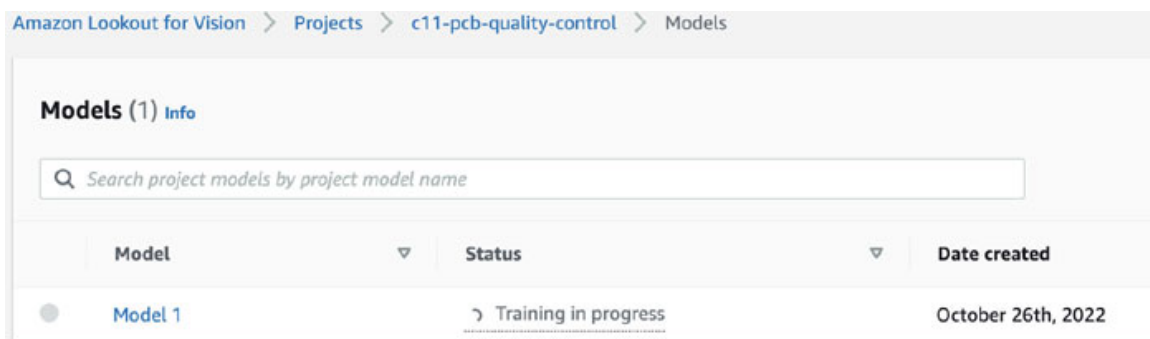 Amazon Lookout for Vision > Projects > c11-pcb-quality-control > Models
Models (1) Info
Search project models by project model name
Model Status Date created
Model 1 Training in progress October 26th, 2022